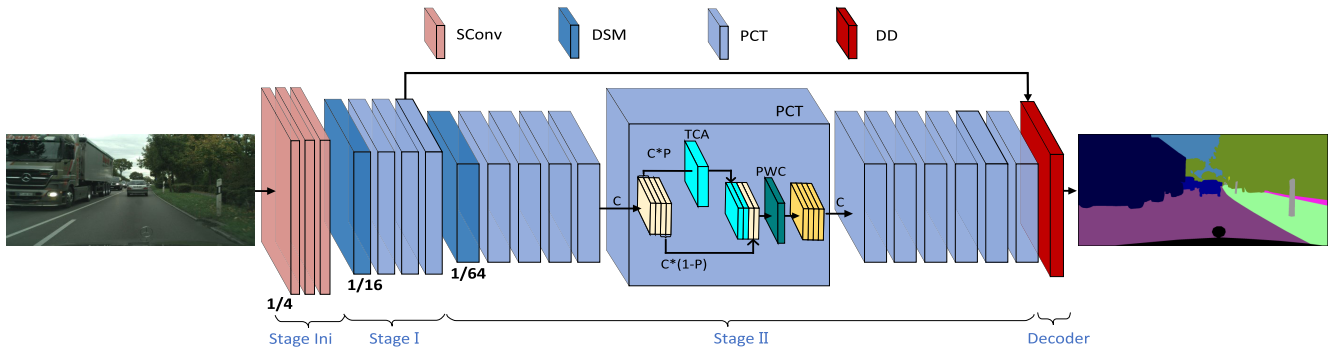 SConv
DSM
PCT
DD
PCT
TCA
C*P
PWC
C
C
C*(1-P)
1/4
1/16
1/64
Stage Ini
Stage I
Stage II
Decoder